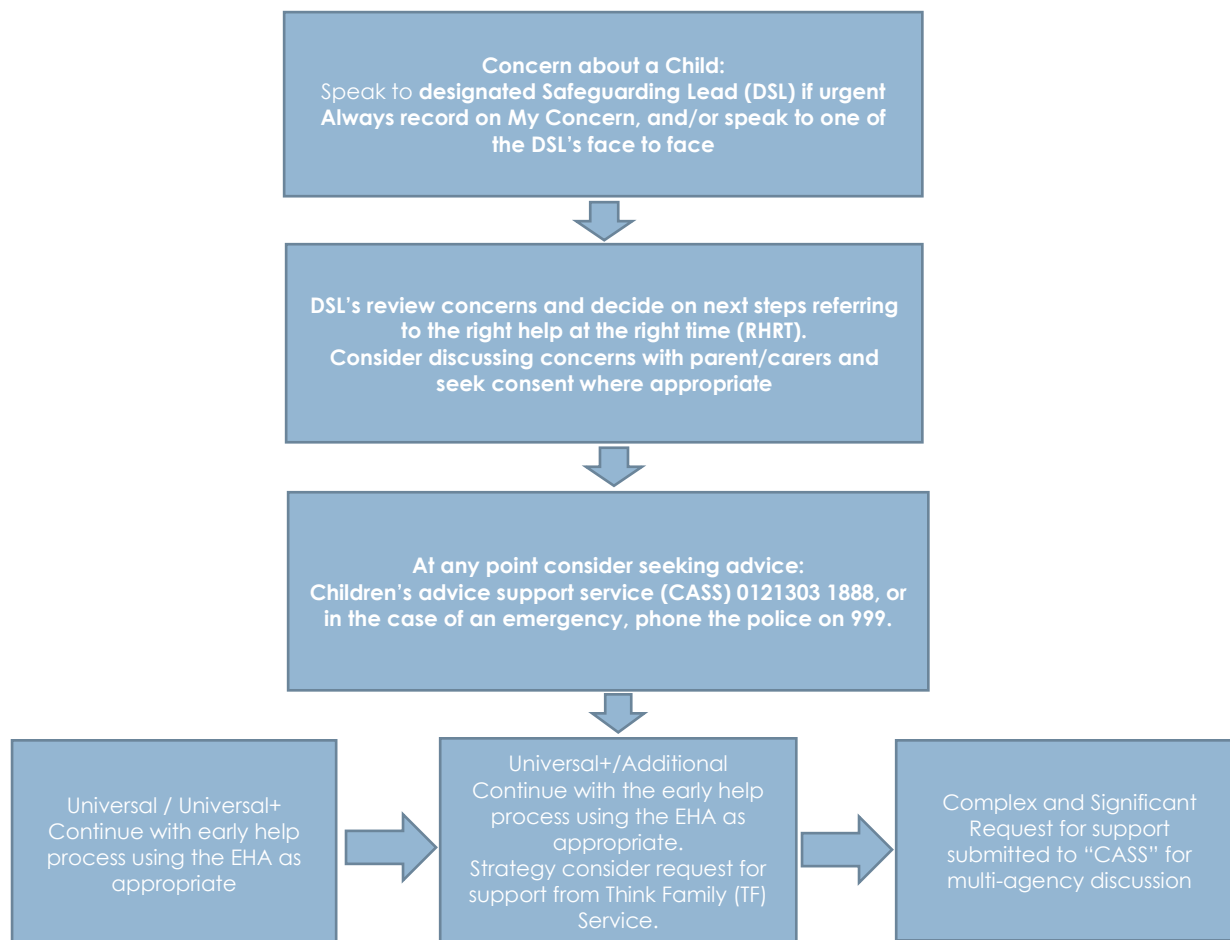 Concern about a Child:
Speak to designated Safeguarding Lead (DSL) if urgent
Always record on My Concern, and/or speak to one of
the DSL's face to face
DSL's review concerns and decide on next steps referring
to the right help at the right time (RHRT).
Consider discussing concerns with parent/carers and
seek consent where appropriate
At any point consider seeking advice:
Children's advice support service (CASS) 0121303 1888, or
in the case of an emergency, phone the police on 999.
Universal / Universal+
Continue with early help
process using the EHA as
appropriate
Universal+/Additional
Continue with the early help
process using the EHA as
appropriate.
Strategy consider request for
support from Think Family (TF)
Service.
Complex and Significant
Request for support
submitted to “CASS” for
multi-agency discussion